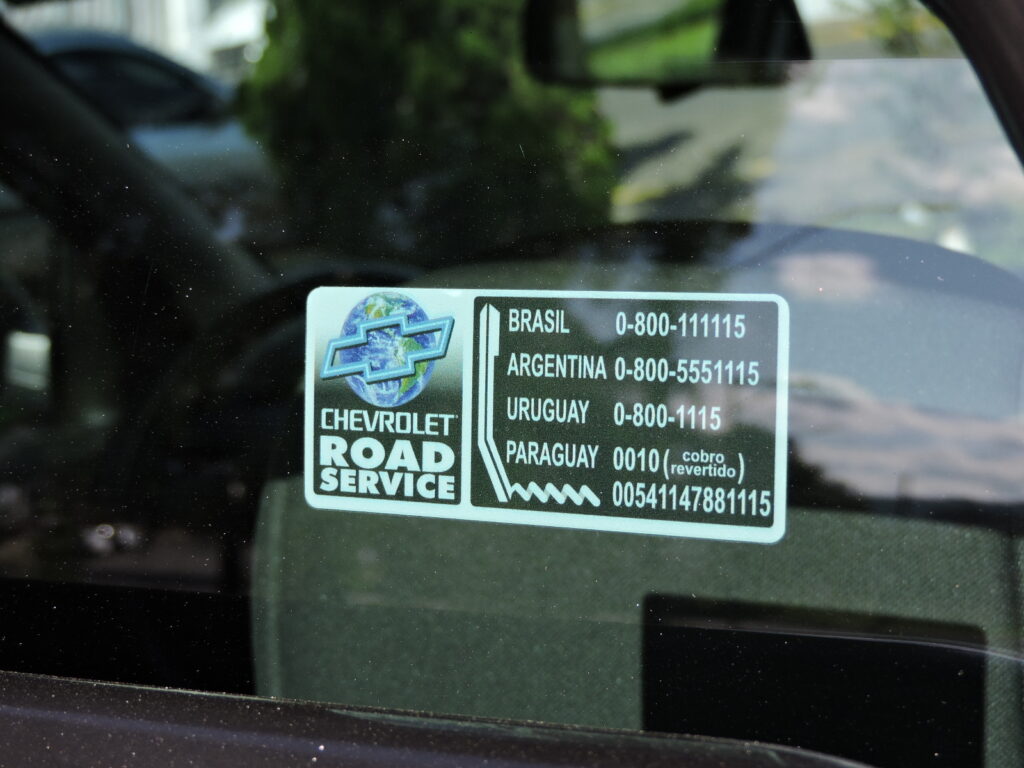 CHEVROLET
ROAD
SERVICE
BRASIL 0-800-111115
ARGENTINA 0-800-5551115
URUGUAY 0-800-1115
PARAGUAY 0010 (cobro revertido)
00541147881115